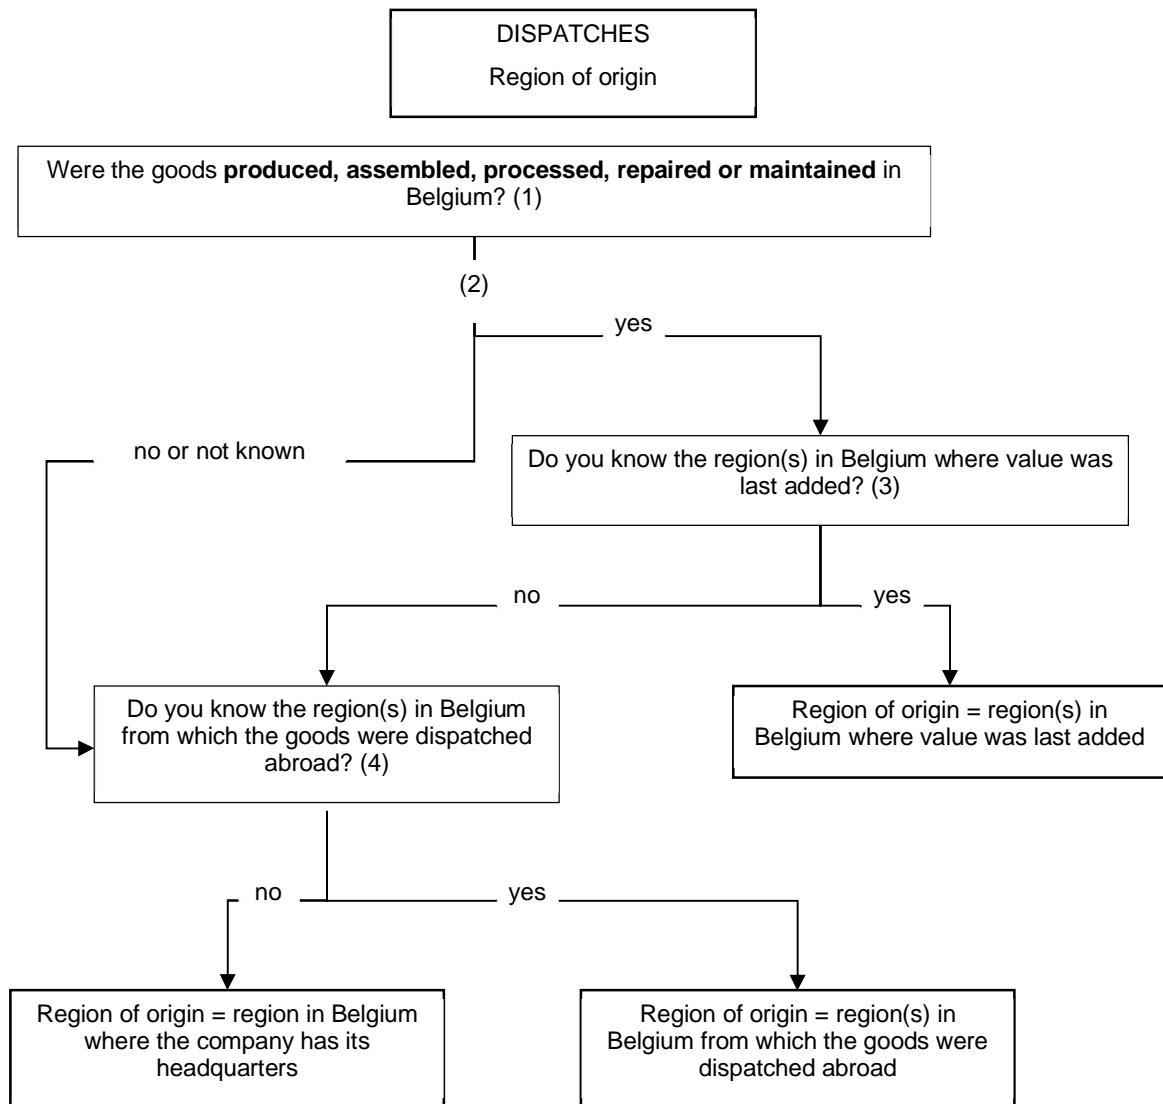 DISPATCHES
Region of origin
Were the goods produced, assembled, processed, repaired or maintained in
Belgium? (1)
(2)
yes
no or not known
Do you know the region(s) in Belgium where value was
last added? (3)
no
yes
Do you know the region(s) in Belgium
from which the goods were dispatched
abroad? (4)
Region of origin = region(s) in
Belgium where value was last added
no
yes
Region of origin = region in Belgium
where the company has its
headquarters
Region of origin = region(s) in
Belgium from which the goods were
dispatched abroad